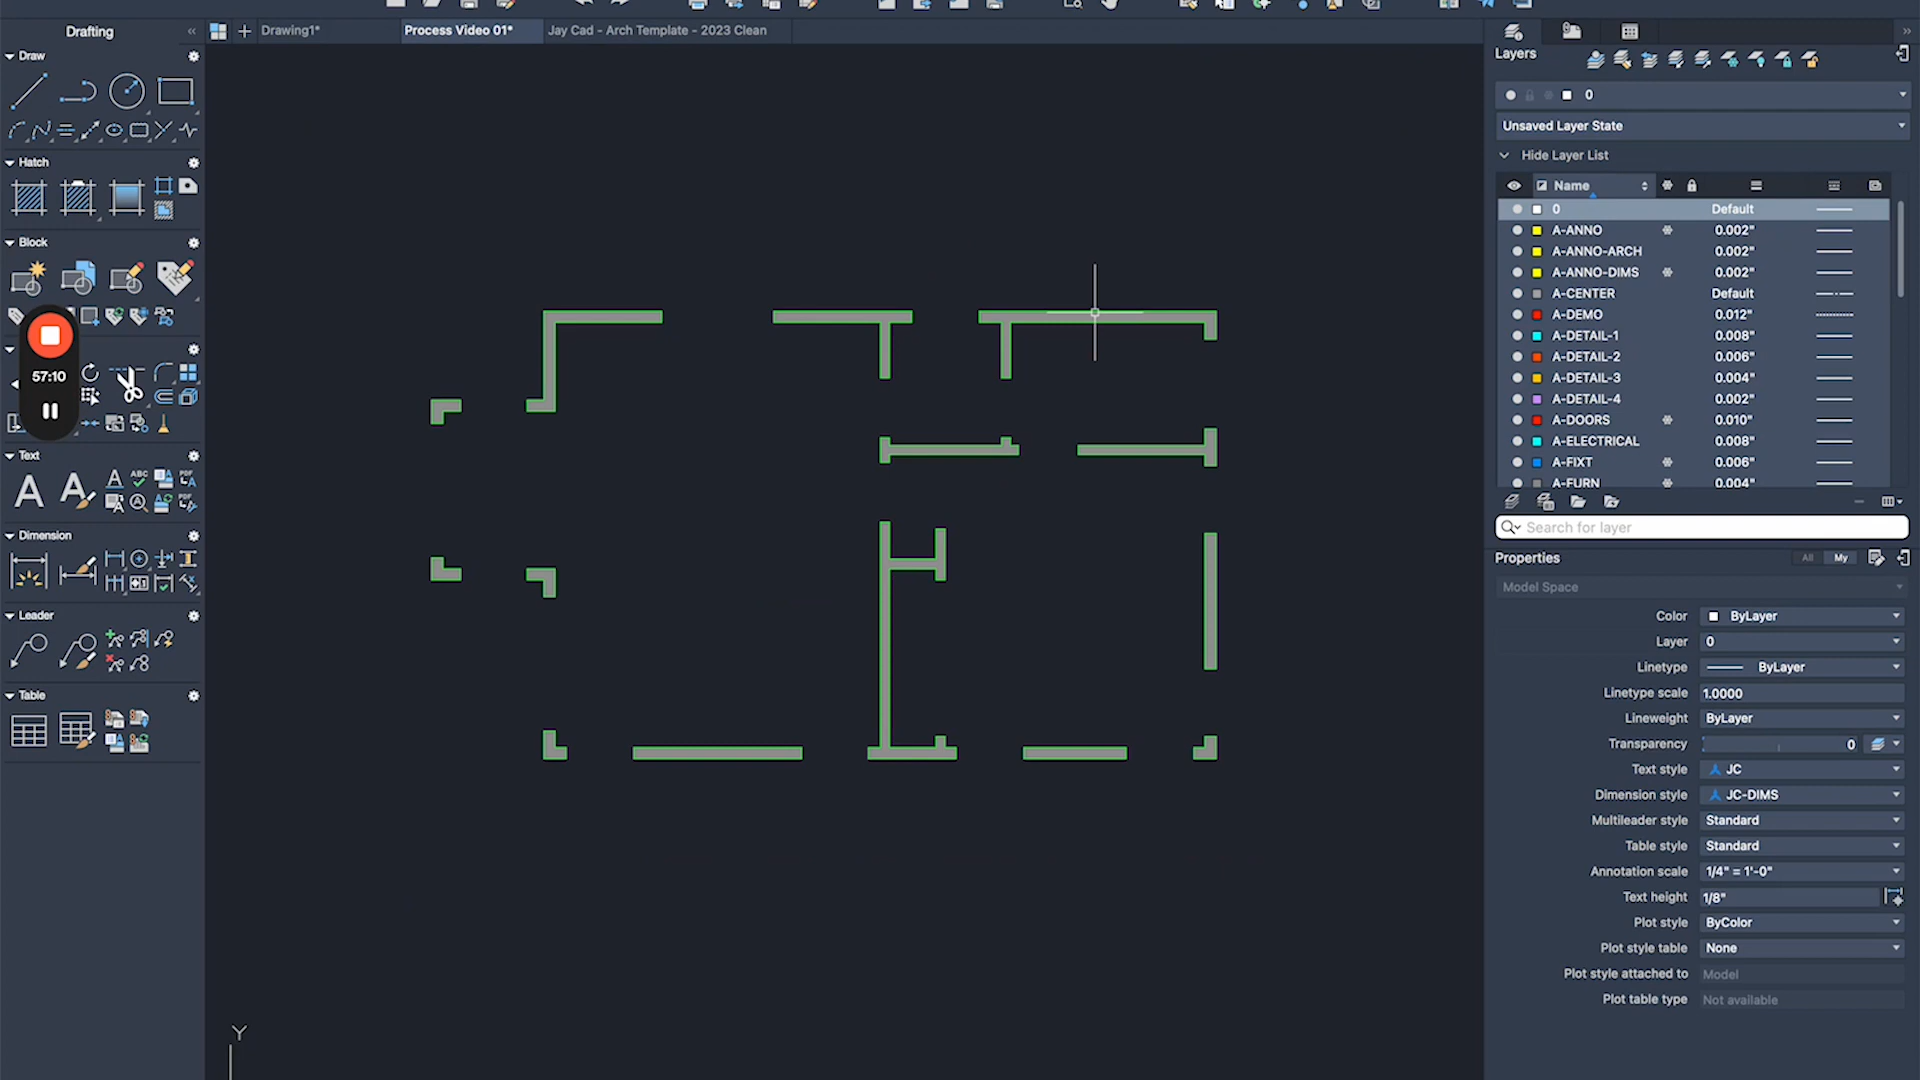 Drafting
Drawing1*
Process Video 01*
Jay Cad - Arch Template - 2023 Clean
Draw
Hatch
Block
57:10
Text
A
A
A
ABC
PDF
A
A
PDF
Dimension
Leader
Table
Y
Layers
0
Unsaved Layer State
Hide Layer List
Name
0 Default
A-ANNO 0.002"
A-ANNO-ARCH 0.002"
A-ANNO-DIMS 0.002"
A-CENTER Default
A-DEMO 0.012"
A-DETAIL-1 0.008"
A-DETAIL-2 0.006"
A-DETAIL-3 0.004"
A-DETAIL-4 0.002"
A-DOORS 0.010"
A-ELECTRICAL 0.008"
A-FIXT 0.006"
A-FURN 0.004"
Search for layer
Properties All My
Model Space
Color ByLayer
Layer 0
Linetype ByLayer
Linetype scale 1.0000
Lineweight ByLayer
Transparency 0
Text style JC
Dimension style JC-DIMS
Multileader style Standard
Table style Standard
Annotation scale 1/4" = 1'-0"
Text height 1/8"
Plot style ByColor
Plot style table None
Plot style attached to Model
Plot table type Not available